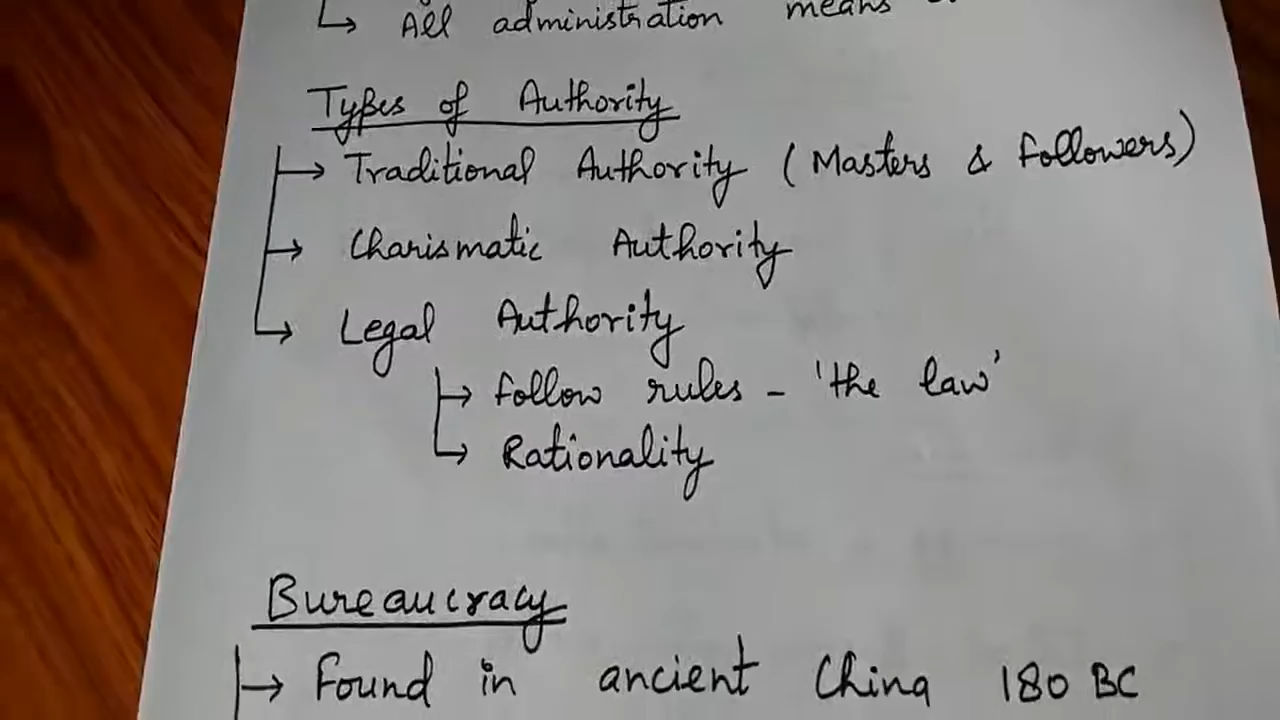 All administration means
Types of Authority
Traditional Authority (Masters & followers)
Charismatic Authority
Legal Authority
follow rules - 'the law'
Rationality
Bureaucracy
Found in ancient China 180 BC